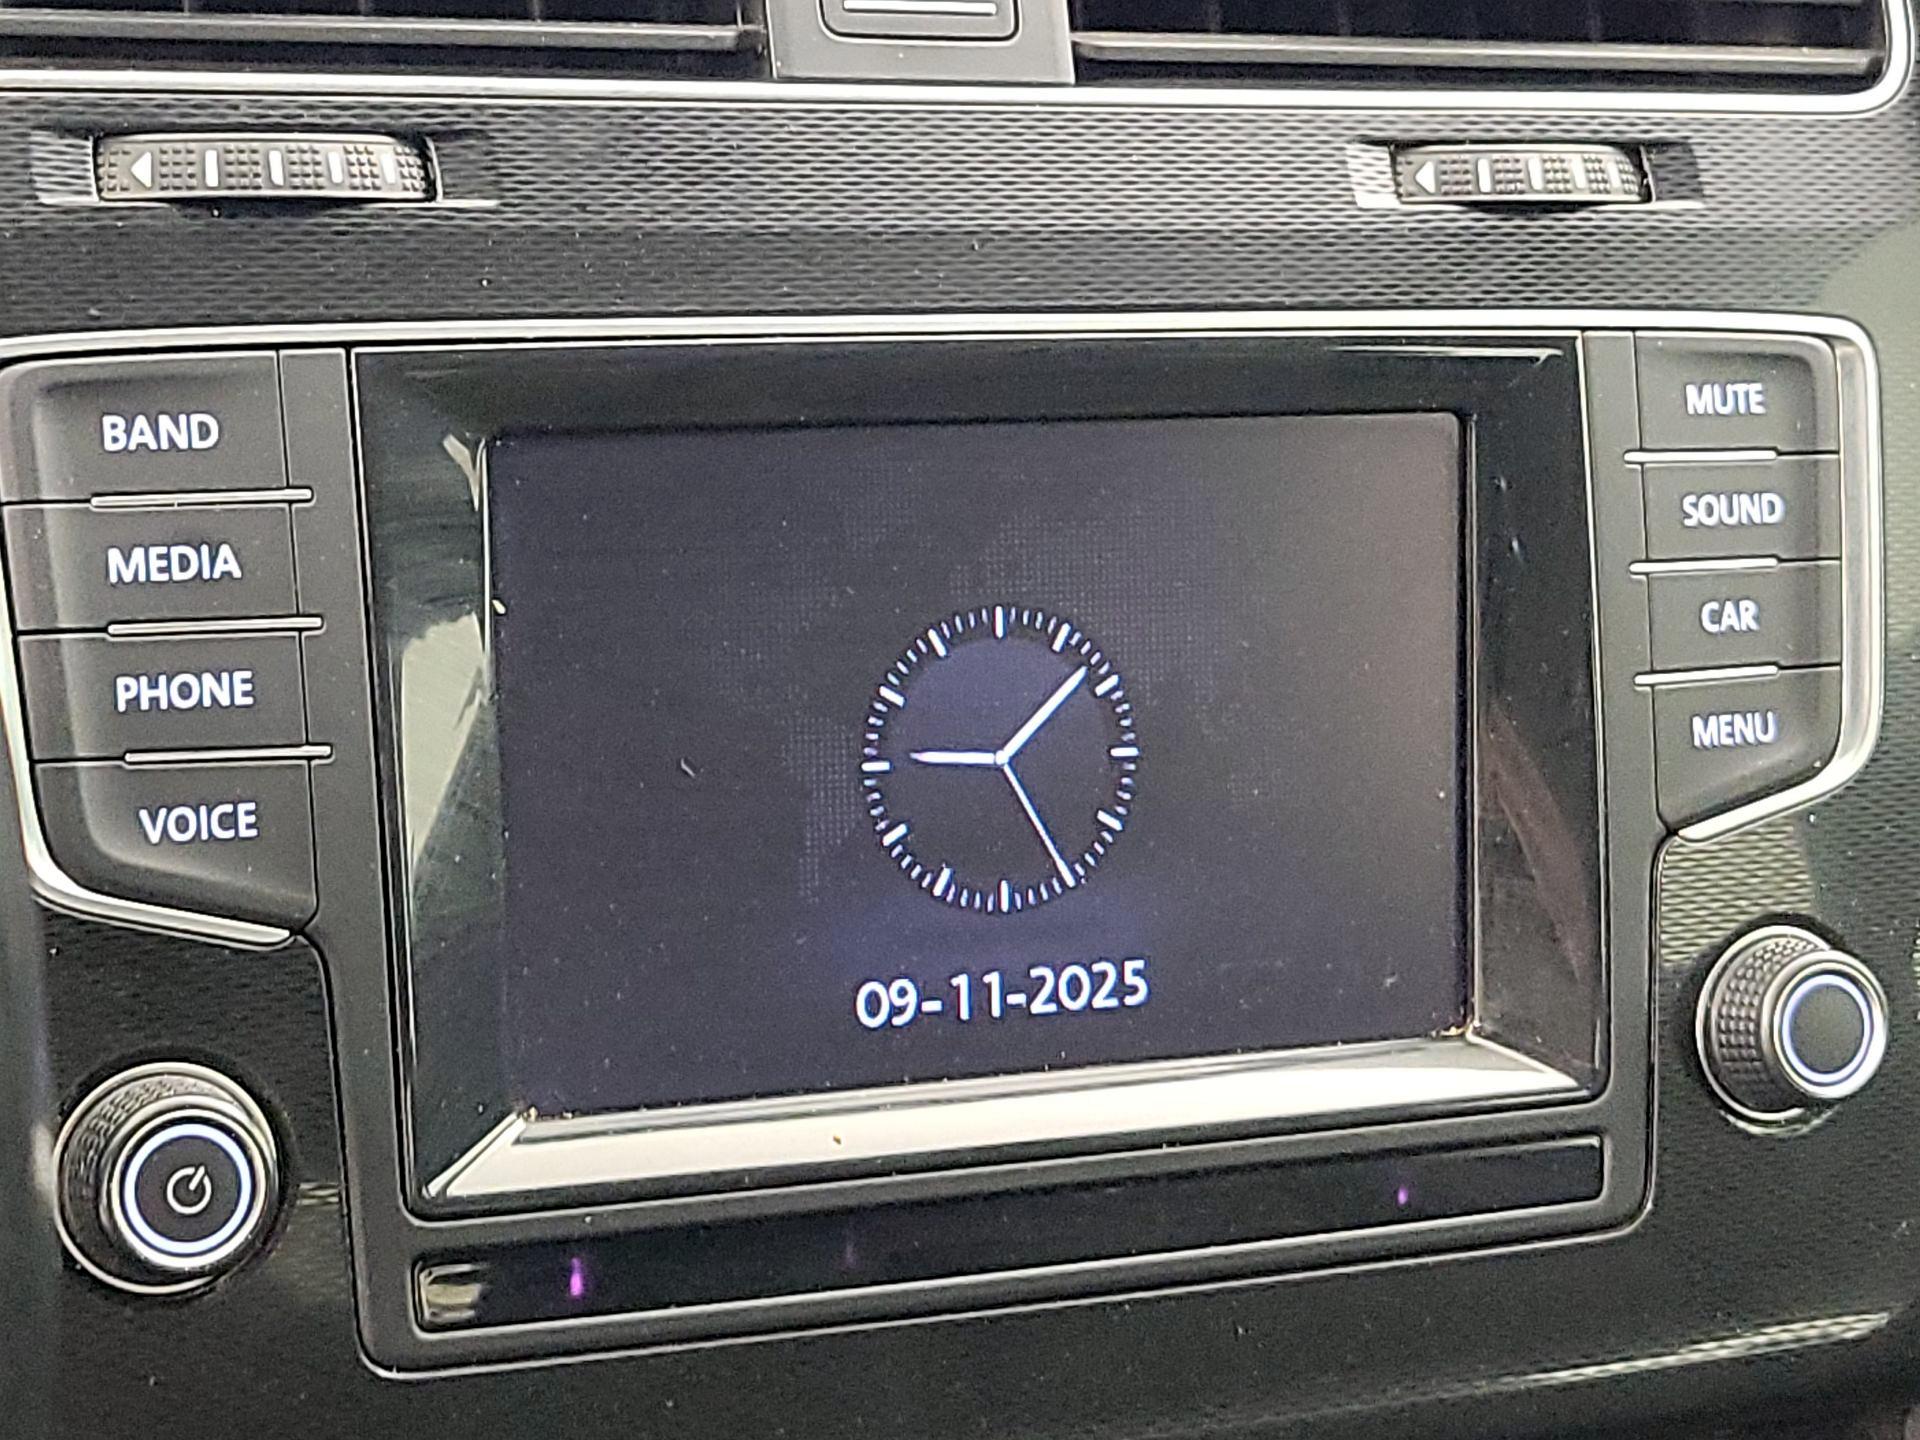 BAND
MEDIA
PHONE
VOICE
09-11-2025
MUTE
SOUND
CAR
MENU